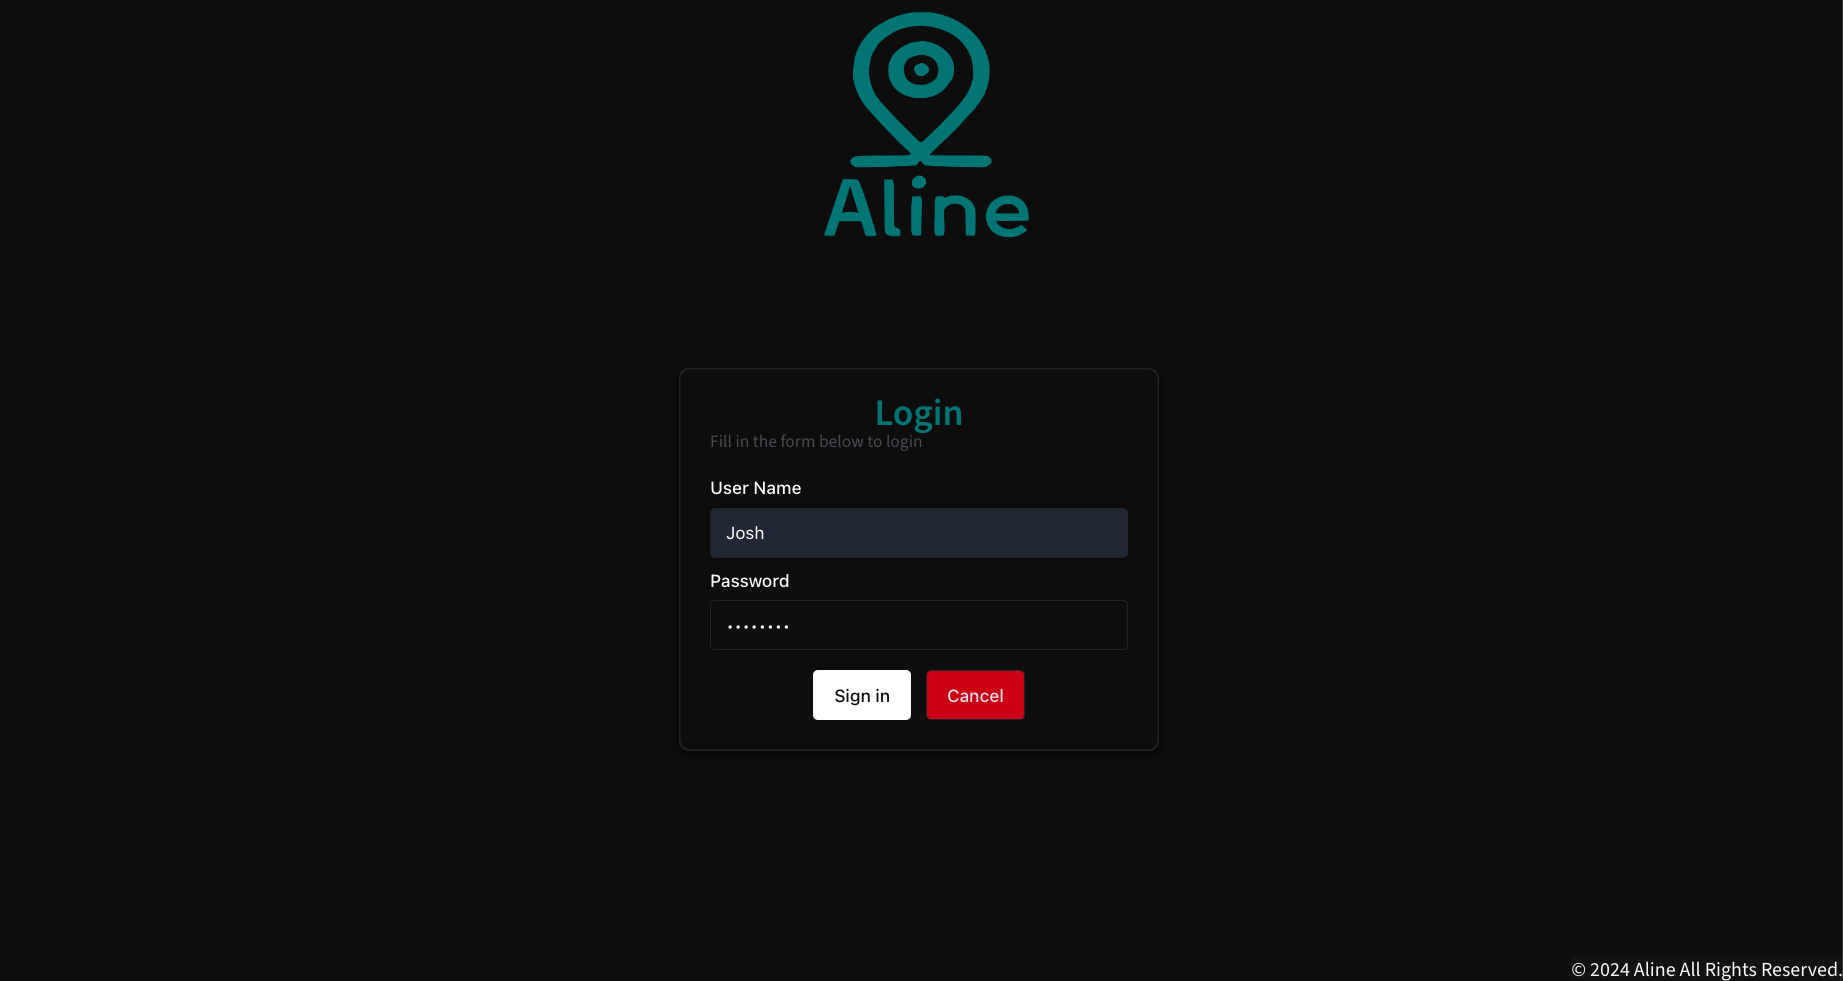 Aline
Login
Fill in the form below to login
User Name
Josh
Password
••••••••
Sign in Cancel
© 2024 Aline All Rights Reserved.